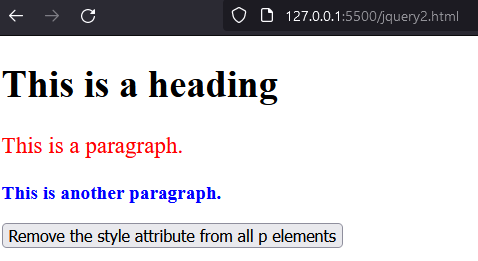 127.0.0.1:5500/jquery2.html
This is a heading
This is a paragraph.
This is another paragraph.
Remove the style attribute from all p elements